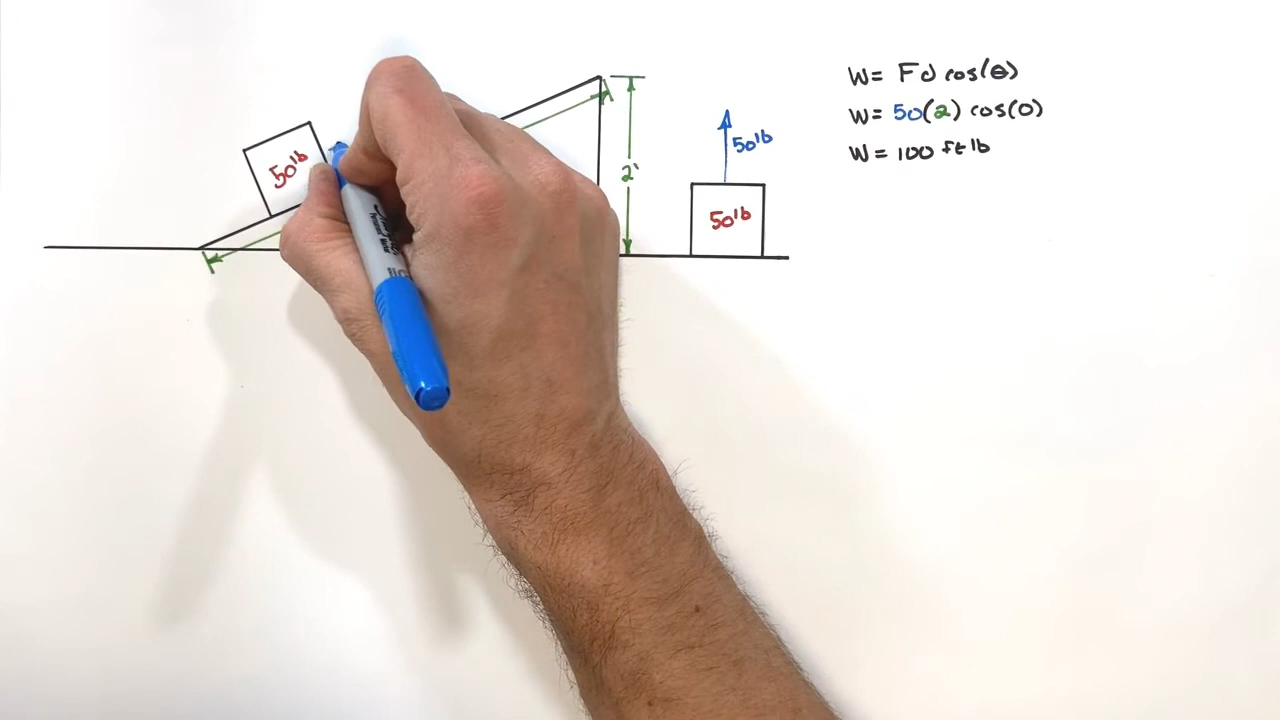 W= Fd cos(θ)
W= 50(2) cos(0)
W= 100 ft lb
50lb
2'
50lb
50lb